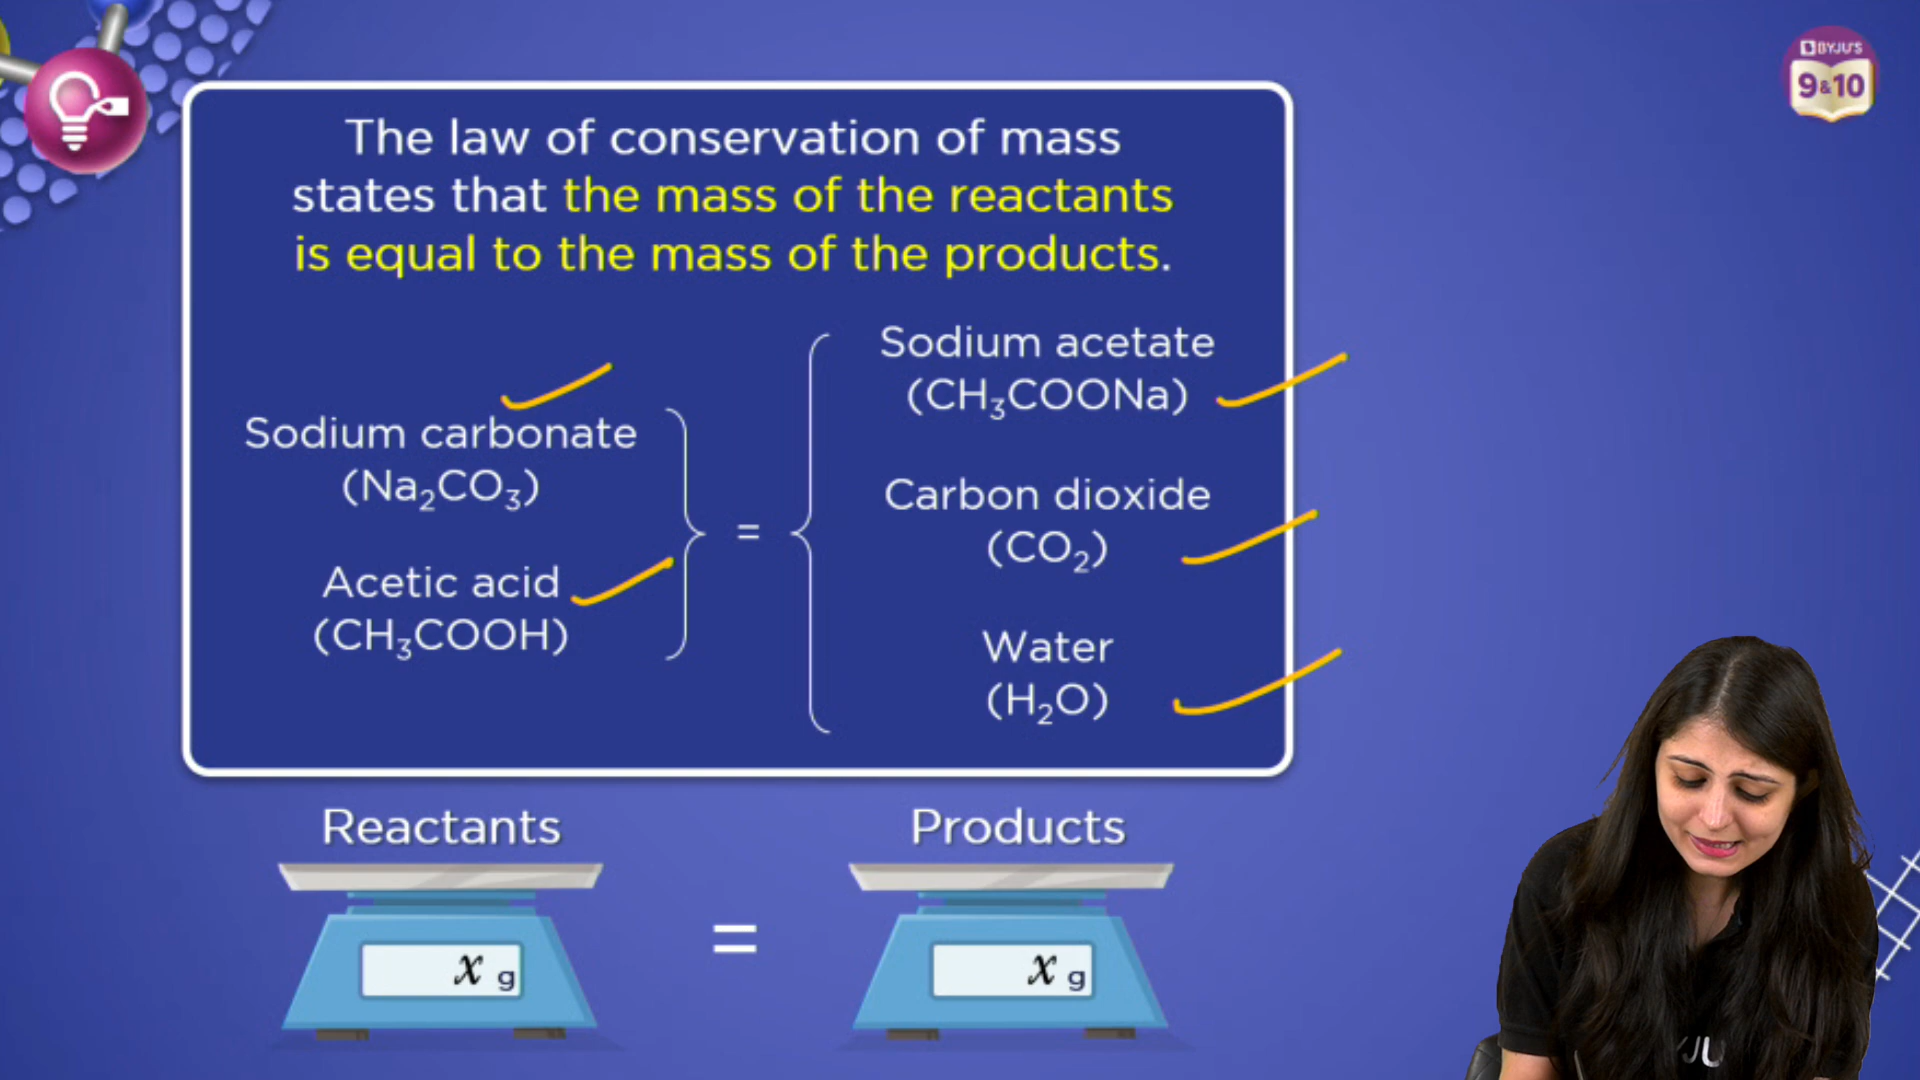 BYJU'S
9&10
The law of conservation of mass
states that the mass of the reactants
is equal to the mass of the products.
Sodium carbonate
(Na₂CO₃)
Acetic acid
(CH₃COOH)
=
Sodium acetate
(CH₃COONa)
Carbon dioxide
(CO₂)
Water
(H₂O)
Reactants
x g
=
Products
x g